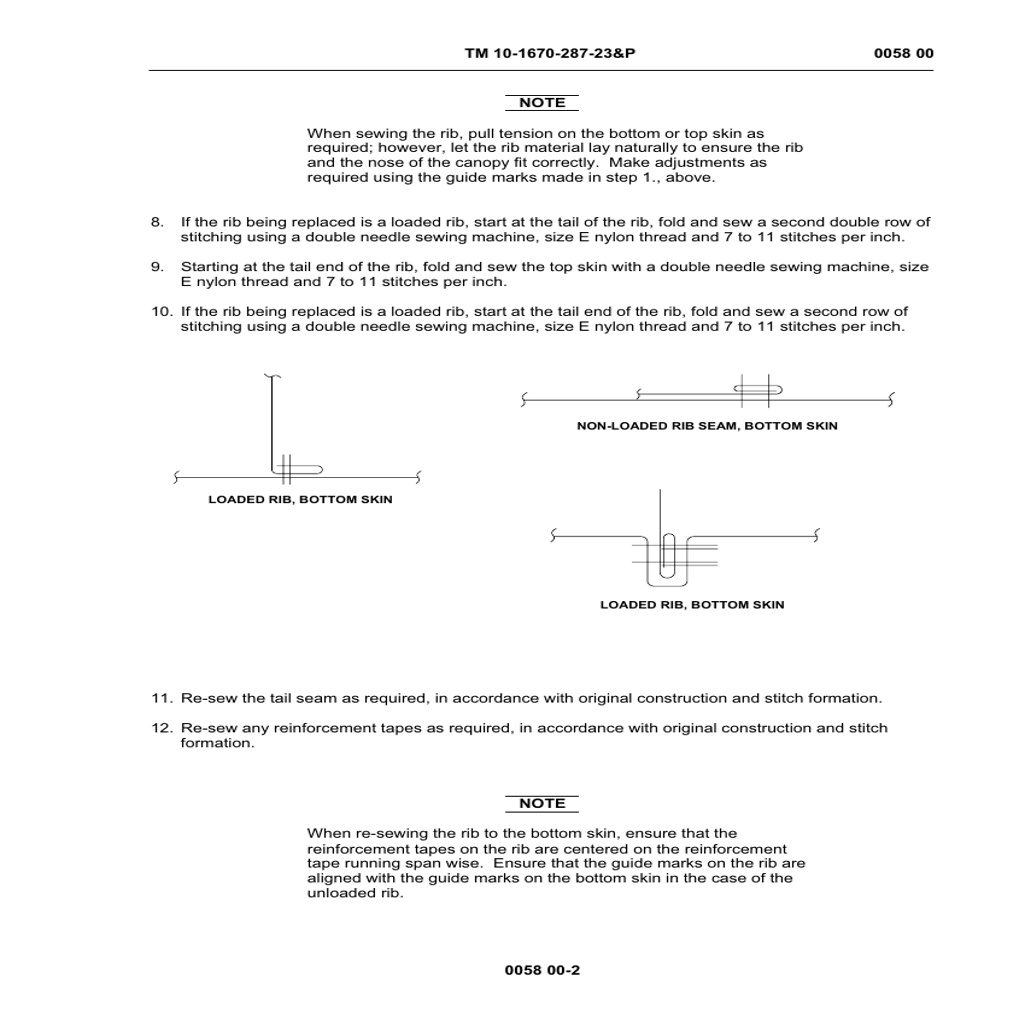 TM 10-1670-287-23&P 0058 00
NOTE
When sewing the rib, pull tension on the bottom or top skin as
required; however, let the rib material lay naturally to ensure the rib
and the nose of the canopy fit correctly.  Make adjustments as
required using the guide marks made in step 1., above.
8. If the rib being replaced is a loaded rib, start at the tail of the rib, fold and sew a second double row of
stitching using a double needle sewing machine, size E nylon thread and 7 to 11 stitches per inch.
9. Starting at the tail end of the rib, fold and sew the top skin with a double needle sewing machine, size
E nylon thread and 7 to 11 stitches per inch.
10. If the rib being replaced is a loaded rib, start at the tail end of the rib, fold and sew a second row of
stitching using a double needle sewing machine, size E nylon thread and 7 to 11 stitches per inch.
NON-LOADED RIB SEAM, BOTTOM SKIN
LOADED RIB, BOTTOM SKIN
LOADED RIB, BOTTOM SKIN
11. Re-sew the tail seam as required, in accordance with original construction and stitch formation.
12. Re-sew any reinforcement tapes as required, in accordance with original construction and stitch
formation.
NOTE
When re-sewing the rib to the bottom skin, ensure that the
reinforcement tapes on the rib are centered on the reinforcement
tape running span wise.  Ensure that the guide marks on the rib are
aligned with the guide marks on the bottom skin in the case of the
unloaded rib.
0058 00-2